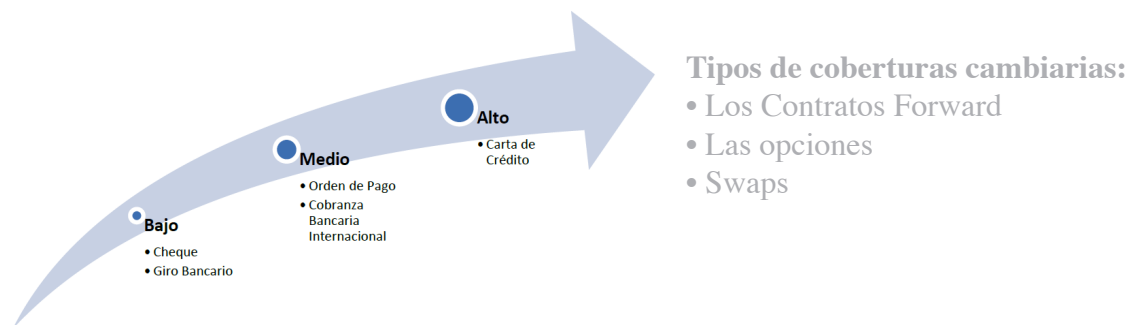 Bajo
• Cheque
• Giro Bancario
Medio
• Orden de Pago
• Cobranza
Bancaria
Internacional
Alto
• Carta de
Crédito
Tipos de coberturas cambiarias:
• Los Contratos Forward
• Las opciones
• Swaps